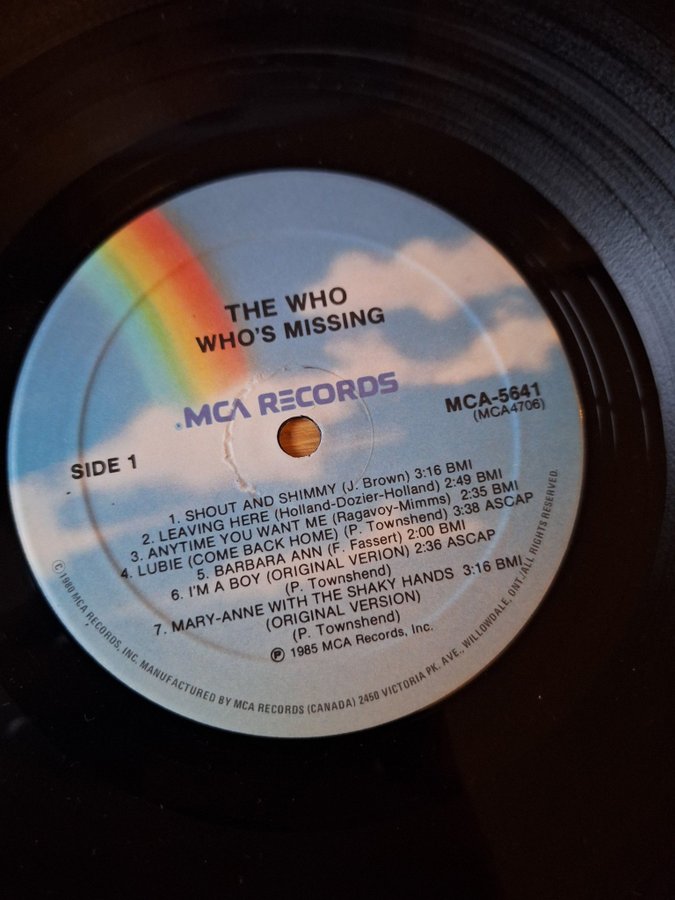 THE WHO
WHO'S MISSING
MCA RECORDS
MCA-5641
(MCA4706)
SIDE 1
1. SHOUT AND SHIMMY (J. Brown) 3:16 BMI
2. LEAVING HERE (Holland-Dozier-Holland) 2:49 BMI
3. ANYTIME YOU WANT ME (Ragavoy-Mimms) 2:35 BMI
4. LUBIE (COME BACK HOME) (P. Townshend) 3:38 ASCAP
5. BARBARA ANN (F. Fassert) 2:00 BMI
6. I'M A BOY (ORIGINAL VERION) 2:36 ASCAP
(P. Townshend)
7. MARY-ANNE WITH THE SHAKY HANDS 3:16 BMI
(ORIGINAL VERSION)
(P. Townshend)
℗ 1985 MCA Records, Inc.
© 1980 MCA RECORDS, INC. MANUFACTURED BY MCA RECORDS (CANADA) 2450 VICTORIA PK. AVE., WILLOWDALE, ONT./ALL RIGHTS RESERVED.